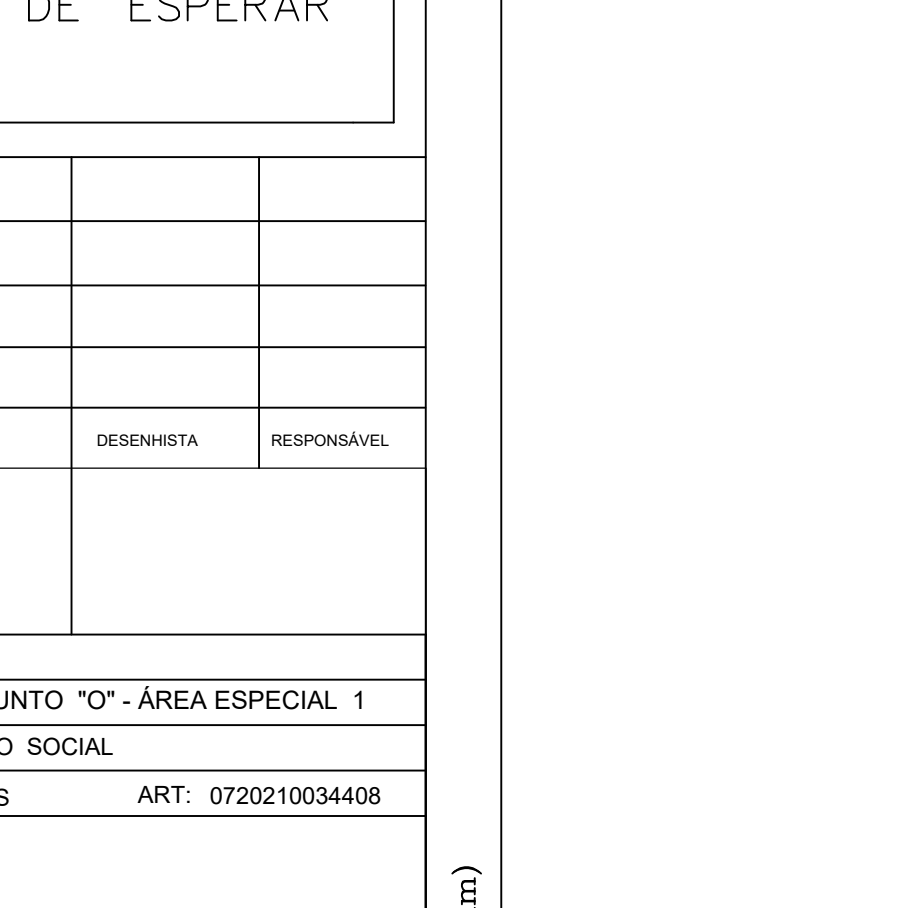 DE ESPERAR
DESENHISTA RESPONSÁVEL
UNTO "O" - ÁREA ESPECIAL 1
O SOCIAL
S ART: 0720210034408
m)